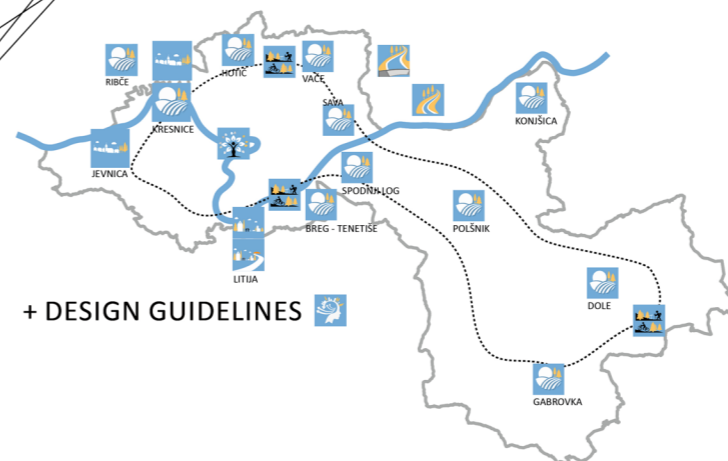 RIBČE
HOTIČ
VAČE
SAVA
KONJŠICA
KRESNICE
JEVNICA
SPODNJI LOG
BREG - TENETIŠE
POLŠNIK
LITIJA
DOLE
+ DESIGN GUIDELINES
GABROVKA